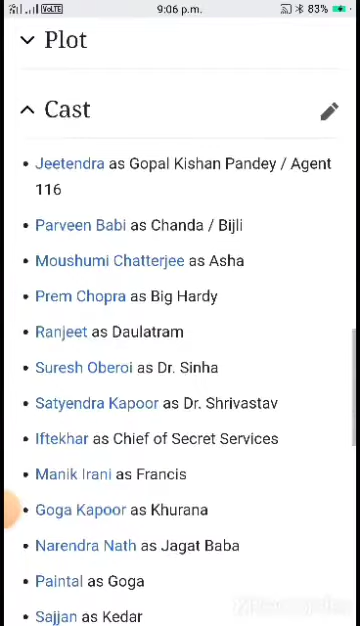 VoLTE 9:06 p.m. 83%
Plot
Cast
• Jeetendra as Gopal Kishan Pandey / Agent
116
• Parveen Babi as Chanda / Bijli
• Moushumi Chatterjee as Asha
• Prem Chopra as Big Hardy
• Ranjeet as Daulatram
• Suresh Oberoi as Dr. Sinha
• Satyendra Kapoor as Dr. Shrivastav
• Iftekhar as Chief of Secret Services
• Manik Irani as Francis
• Goga Kapoor as Khurana
• Narendra Nath as Jagat Baba
• Paintal as Goga
• Sajjan as Kedar